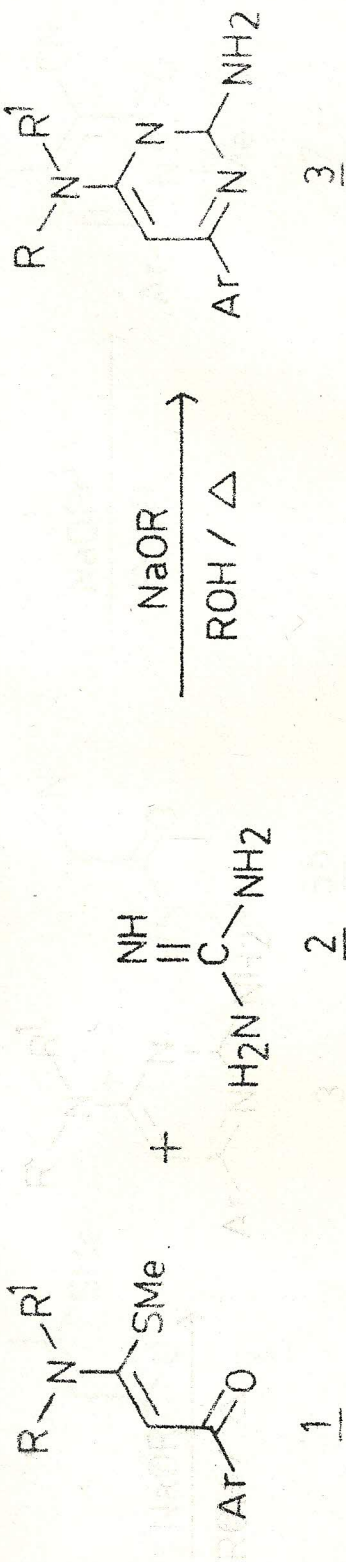 R R¹
N
SMe
Ar O
1
+
NH
C
H₂N NH₂
2
NaOR
ROH / △
R R¹
N
N
Ar N NH₂
3